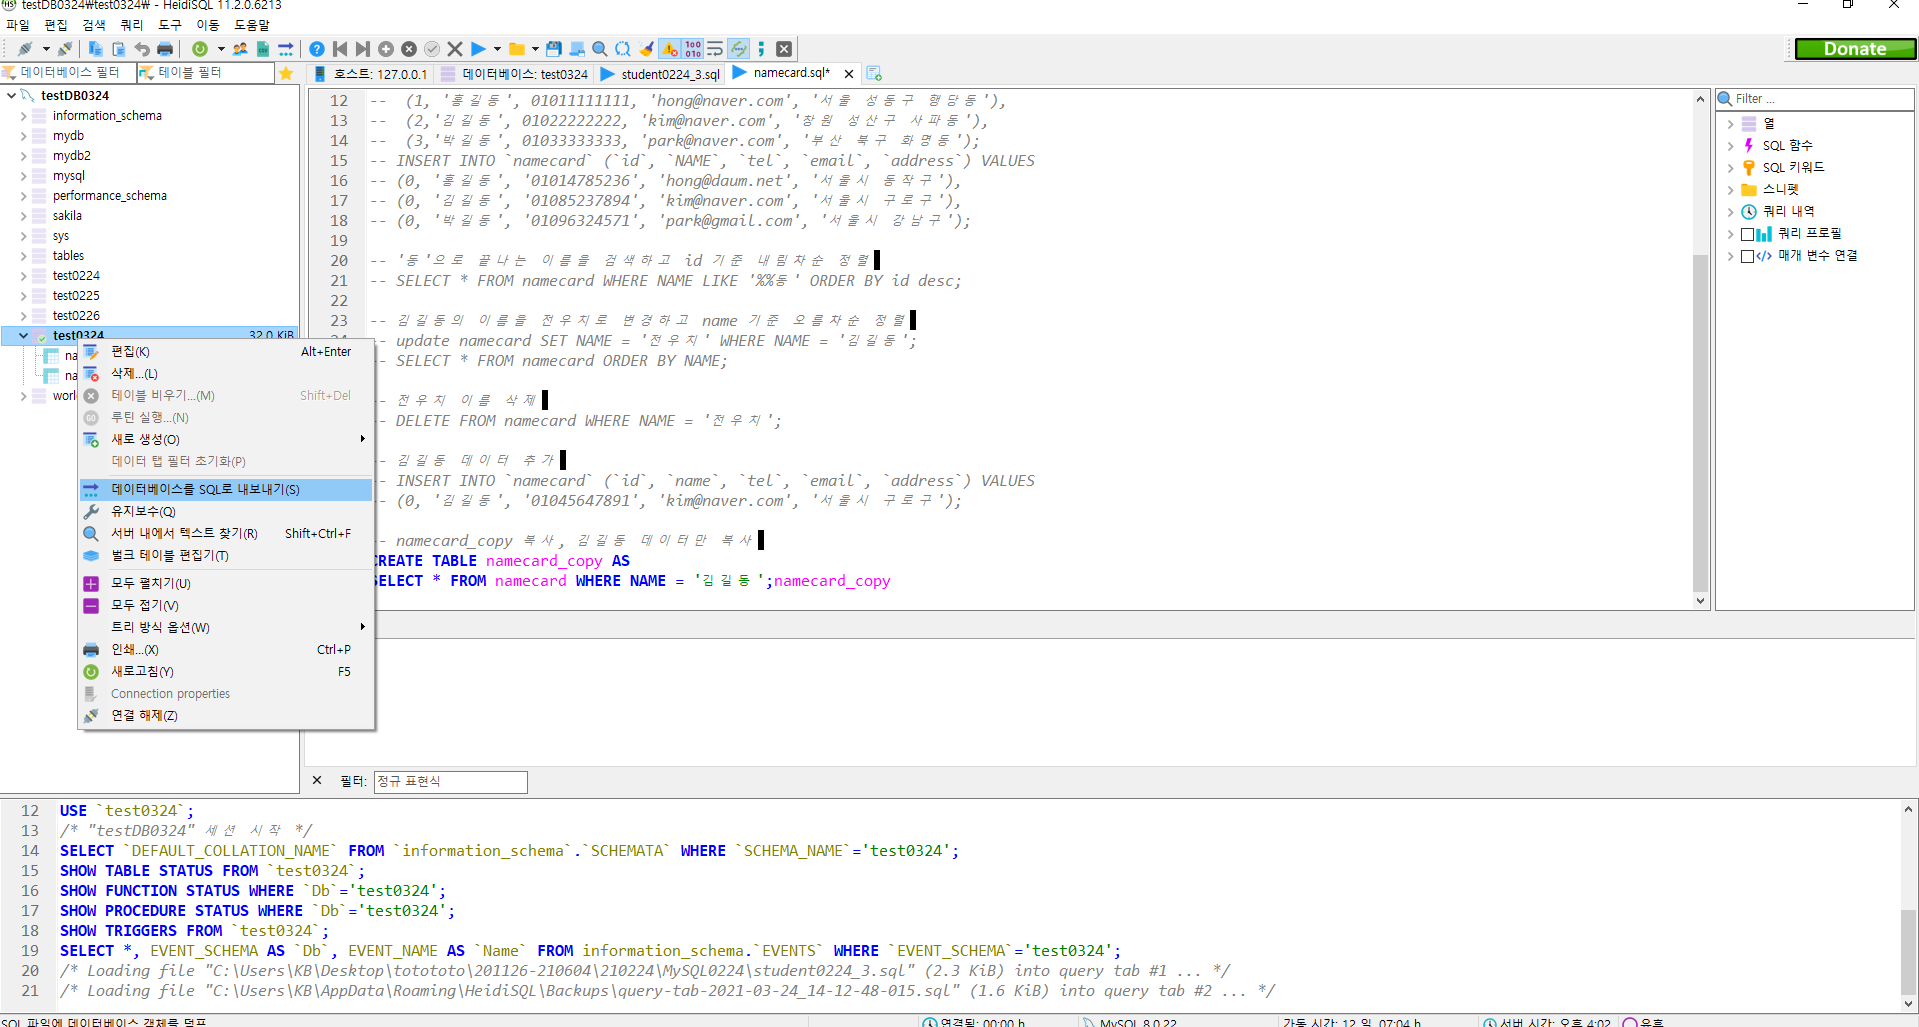 testDB0324₩test0324₩ - HeidiSQL 11.2.0.6213
파일 편집 검색 쿼리 도구 이동 도움말
Donate
데이터베이스 필터 테이블 필터
호스트: 127.0.0.1 데이터베이스: test0324 student0224_3.sql namecard.sql*
testDB0324
information_schema
mydb
mydb2
mysql
performance_schema
sakila
sys
tables
test0224
test0225
test0226
test0324 32.0 KiB
na
na
worl
편집(K) Alt+Enter
삭제...(L)
테이블 비우기...(M) Shift+Del
루틴 실행...(N)
새로 생성(O)
데이터 탭 필터 초기화(P)
데이터베이스를 SQL로 내보내기(S)
유지보수(Q)
서버 내에서 텍스트 찾기(R) Shift+Ctrl+F
벌크 테이블 편집기(T)
모두 펼치기(U)
모두 접기(V)
트리 방식 옵션(W)
인쇄...(X) Ctrl+P
새로고침(Y) F5
Connection properties
연결 해제(Z)
12 -- (1, '홍길동', 01011111111, 'hong@naver.com', '서울 성동구 행당동'),
13 -- (2,'김길동', 01022222222, 'kim@naver.com', '창원 성산구 사파동'),
14 -- (3,'박길동', 01033333333, 'park@naver.com', '부산 북구 화명동');
15 -- INSERT INTO `namecard` (`id`, `NAME`, `tel`, `email`, `address`) VALUES
16 -- (0, '홍길동', '01014785236', 'hong@daum.net', '서울시 동작구'),
17 -- (0, '김길동', '01085237894', 'kim@naver.com', '서울시 구로구'),
18 -- (0, '박길동', '01096324571', 'park@gmail.com', '서울시 강남구');
19
20 -- '동'으로 끝나는 이름을 검색하고 id 기준 내림차순 정렬
21 -- SELECT * FROM namecard WHERE NAME LIKE '%%동' ORDER BY id desc;
22
23 -- 김길동의 이름을 전우치로 변경하고 name 기준 오름차순 정렬
24 -- update namecard SET NAME = '전우치' WHERE NAME = '김길동';
-- SELECT * FROM namecard ORDER BY NAME;
- 전우치 이름 삭제
- DELETE FROM namecard WHERE NAME = '전우치';
- 김길동 데이터 추가
- INSERT INTO `namecard` (`id`, `name`, `tel`, `email`, `address`) VALUES
- (0, '김길동', '01045647891', 'kim@naver.com', '서울시 구로구');
- namecard_copy 복사, 김길동 데이터만 복사
CREATE TABLE namecard_copy AS
SELECT * FROM namecard WHERE NAME = '김길동';namecard_copy
Filter ...
열
SQL 함수
SQL 키워드
스니펫
쿼리 내역
쿼리 프로필
매개 변수 연결
필터: 정규 표현식
12 USE `test0324`;
13 /* "testDB0324" 세션 시작 */
14 SELECT `DEFAULT_COLLATION_NAME` FROM `information_schema`.`SCHEMATA` WHERE `SCHEMA_NAME`='test0324';
15 SHOW TABLE STATUS FROM `test0324`;
16 SHOW FUNCTION STATUS WHERE `Db`='test0324';
17 SHOW PROCEDURE STATUS WHERE `Db`='test0324';
18 SHOW TRIGGERS FROM `test0324`;
19 SELECT *, EVENT_SCHEMA AS `Db`, EVENT_NAME AS `Name` FROM information_schema.`EVENTS` WHERE `EVENT_SCHEMA`='test0324';
20 /* Loading file "C:\Users\KB\Desktop\totototo\201126-210604\210224\MySQL0224\student0224_3.sql" (2.3 KiB) into query tab #1 ... */
21 /* Loading file "C:\Users\KB\AppData\Roaming\HeidiSQL\Backups\query-tab-2021-03-24_14-12-48-015.sql" (1.6 KiB) into query tab #2 ... */
SQL 파일에 데이터베이스 객체를 덤프 연결됨: 00:00 h MySQL 8.0.22 가동 시간: 12 일, 07:04 h 서버 시간: 오후 4:02 유휴